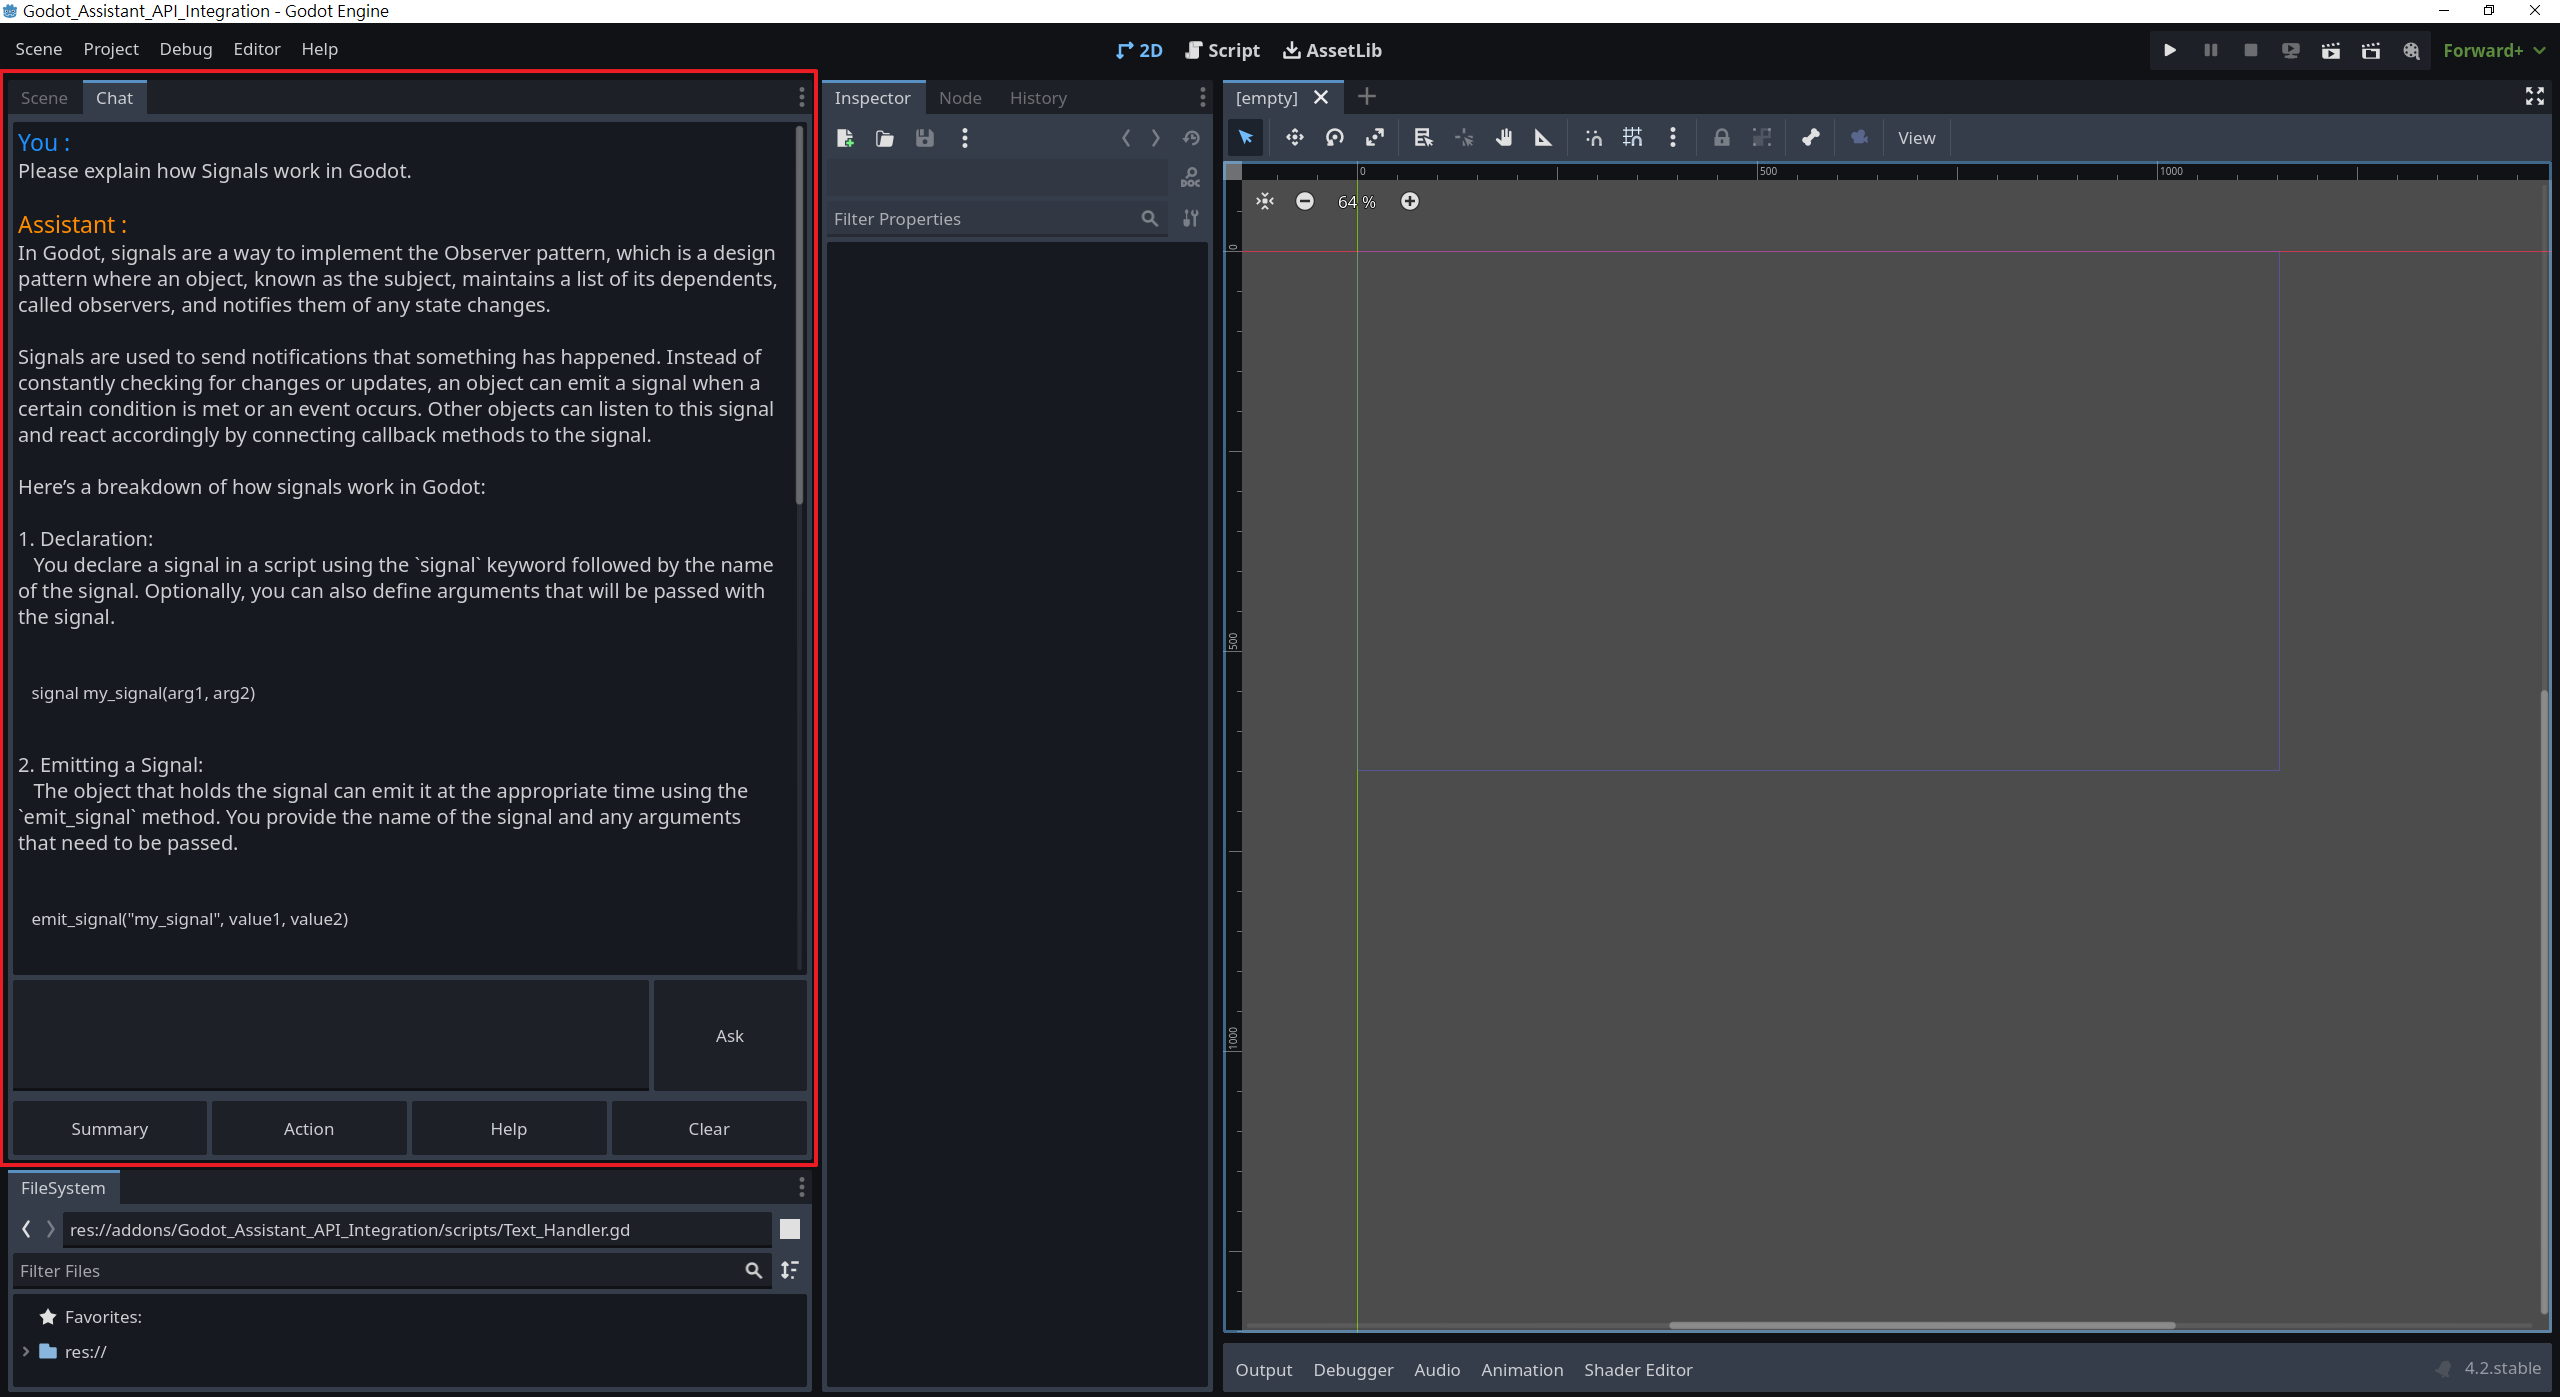 Godot_Assistant_API_Integration - Godot Engine
Scene Project Debug Editor Help
2D Script AssetLib
Forward+
Scene Chat
You :
Please explain how Signals work in Godot.
Assistant :
In Godot, signals are a way to implement the Observer pattern, which is a design
pattern where an object, known as the subject, maintains a list of its dependents,
called observers, and notifies them of any state changes.
Signals are used to send notifications that something has happened. Instead of
constantly checking for changes or updates, an object can emit a signal when a
certain condition is met or an event occurs. Other objects can listen to this signal
and react accordingly by connecting callback methods to the signal.
Here’s a breakdown of how signals work in Godot:
1. Declaration:
You declare a signal in a script using the `signal` keyword followed by the name
of the signal. Optionally, you can also define arguments that will be passed with
the signal.
signal my_signal(arg1, arg2)
2. Emitting a Signal:
The object that holds the signal can emit it at the appropriate time using the
`emit_signal` method. You provide the name of the signal and any arguments
that need to be passed.
emit_signal("my_signal", value1, value2)
Ask
Summary Action Help Clear
FileSystem
res://addons/Godot_Assistant_API_Integration/scripts/Text_Handler.gd
Filter Files
Favorites:
res://
Inspector Node History
DOC
Filter Properties
[empty]
View
0 500 1000
64 %
0
500
1000
Output Debugger Audio Animation Shader Editor
4.2.stable